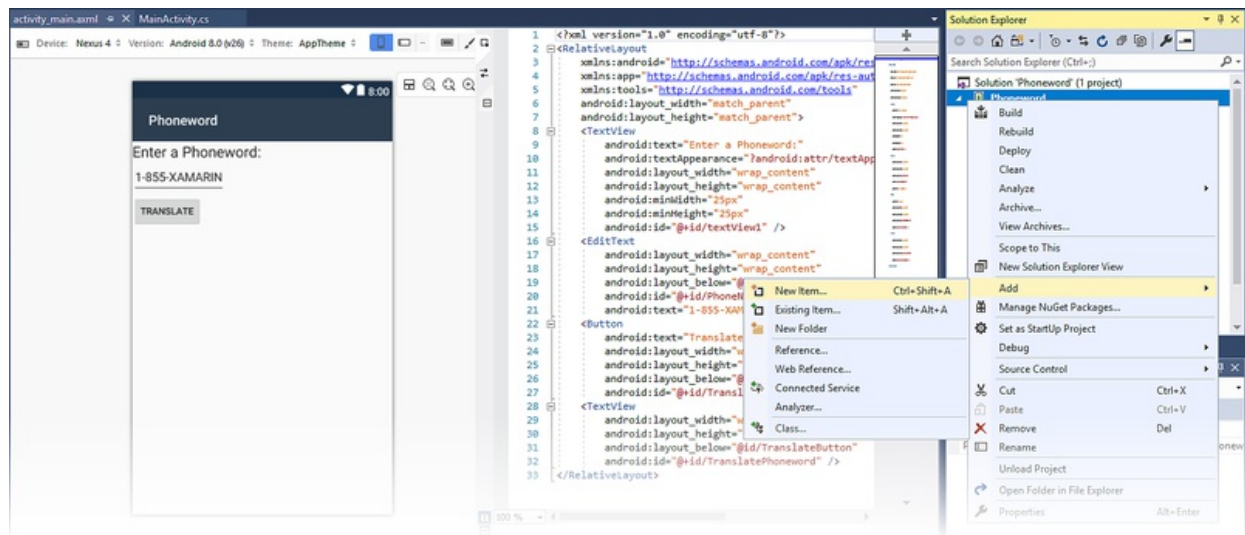 activity_main.axml MainActivity.cs
Device: Nexus 4 Version: Android 8.0 (v26) Theme: AppTheme
8:00
Phoneword
Enter a Phoneword:
1-855-XAMARIN
TRANSLATE
1 <?xml version="1.0" encoding="utf-8"?>
2 <RelativeLayout
3 xmlns:android="http://schemas.android.com/apk/res
4 xmlns:app="http://schemas.android.com/apk/res-aut
5 xmlns:tools="http://schemas.android.com/tools"
6 android:layout_width="match_parent"
7 android:layout_height="match_parent">
8 <TextView
9 android:text="Enter a Phoneword:"
10 android:textAppearance="?android:attr/textApp
11 android:layout_width="wrap_content"
12 android:layout_height="wrap_content"
13 android:minWidth="25px"
14 android:minHeight="25px"
15 android:id="@+id/textView1" />
16 <EditText
17 android:layout_width="wrap_content"
18 android:layout_height="wrap_content"
19 android:layout_below="@
20 android:id="@+id/PhoneN
21 android:text="1-855-XAM
22 <Button
23 android:text="Translate
24 android:layout_width="w
25 android:layout_height="
26 android:layout_below="@
27 android:id="@+id/Transl
28 <TextView
29 android:layout_width="w
30 android:layout_height="
31 android:layout_below="@id/TranslateButton"
32 android:id="@+id/TranslatePhoneword" />
33 </RelativeLayout>
100 %
New Item... Ctrl+Shift+A
Existing Item... Shift+Alt+A
New Folder
Reference...
Web Reference...
Connected Service
Analyzer...
Class...
Solution Explorer
Search Solution Explorer (Ctrl+;)
Solution 'Phoneword' (1 project)
Phoneword
Build
Rebuild
Deploy
Clean
Analyze
Archive...
View Archives...
Scope to This
New Solution Explorer View
Add
Manage NuGet Packages...
Set as StartUp Project
Debug
Source Control
Cut Ctrl+X
Paste Ctrl+V
Remove Del
Rename
Unload Project
Open Folder in File Explorer
Properties Alt+Enter